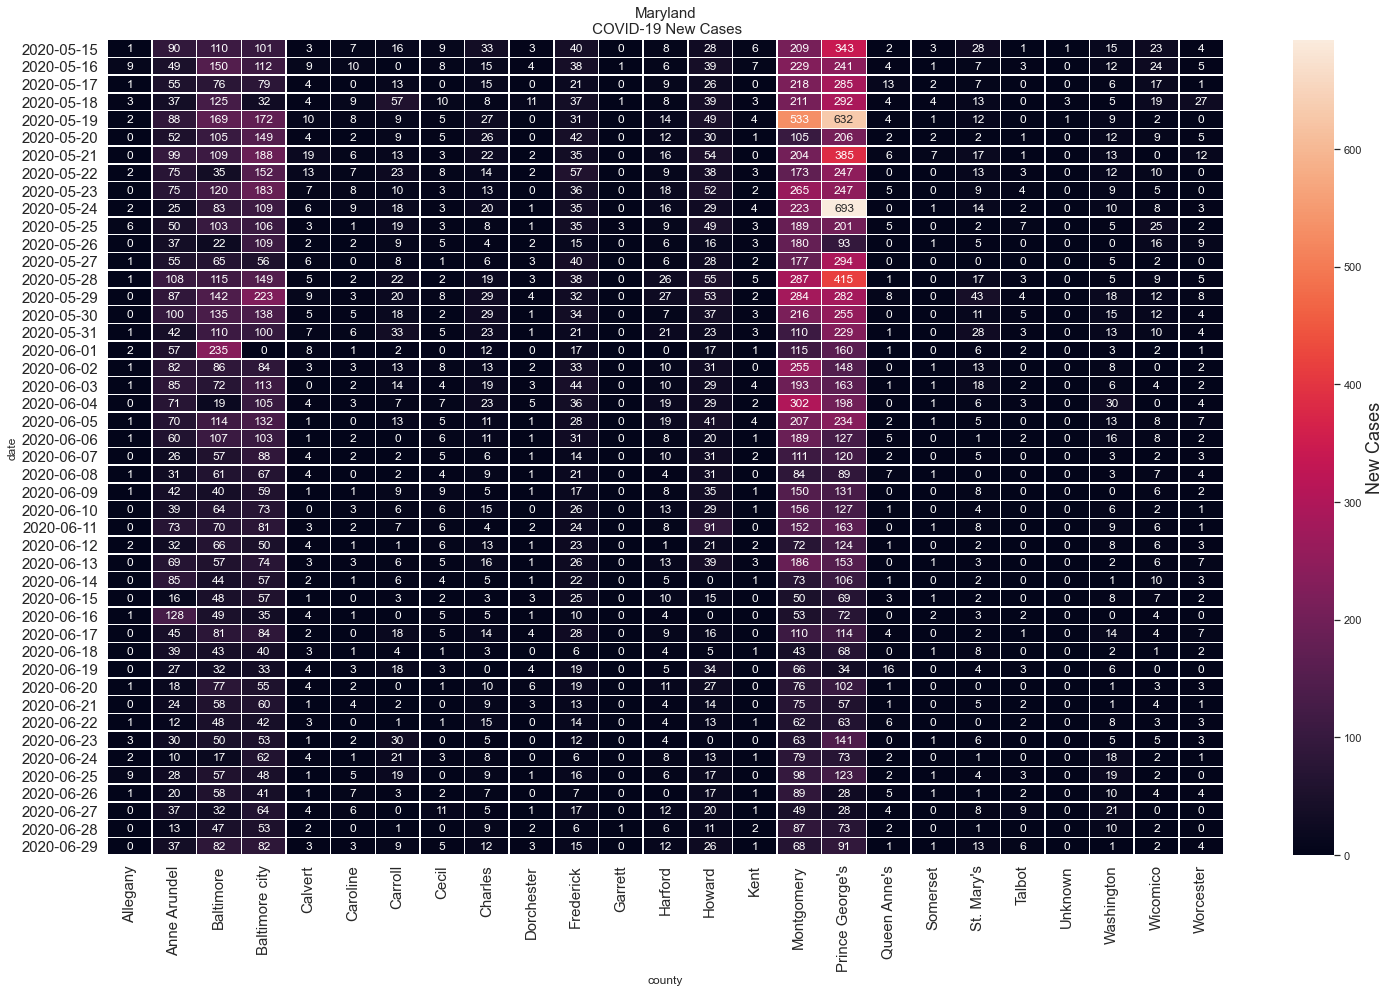 Maryland
COVID-19 New Cases
2020-05-15 1 90 110 101 3 7 16 9 33 3 40 0 8 28 6 209 343 2 3 28 1 1 15 23 4
2020-05-16 9 49 150 112 9 10 0 8 15 4 38 1 6 39 7 229 241 4 1 7 3 0 12 24 5
2020-05-17 1 55 76 79 4 0 13 0 15 0 21 0 9 26 0 218 285 13 2 7 0 0 6 17 1
2020-05-18 3 37 125 32 4 9 57 10 8 11 37 1 8 39 3 211 292 4 4 13 0 3 5 19 27
2020-05-19 2 88 169 172 10 8 9 5 27 0 31 0 14 49 4 533 632 4 1 12 0 1 9 2 0
2020-05-20 0 52 105 149 4 2 9 5 26 0 42 0 12 30 1 105 206 2 2 2 1 0 12 9 5
2020-05-21 0 99 109 188 19 6 13 3 22 2 35 0 16 54 0 204 385 6 7 17 1 0 13 0 12
2020-05-22 2 75 35 152 13 7 23 8 14 2 57 0 9 38 3 173 247 0 0 13 3 0 12 10 0
2020-05-23 0 75 120 183 7 8 10 3 13 0 36 0 18 52 2 265 247 5 0 9 4 0 9 5 0
2020-05-24 2 25 83 109 6 9 18 3 20 1 35 0 16 29 4 223 693 0 1 14 2 0 10 8 3
2020-05-25 6 50 103 106 3 1 19 3 8 1 35 3 9 49 3 189 201 5 0 2 7 0 5 25 2
2020-05-26 0 37 22 109 2 2 9 5 4 2 15 0 6 16 3 180 93 0 1 5 0 0 0 16 9
2020-05-27 1 55 65 56 6 0 8 1 6 3 40 0 6 28 2 177 294 0 0 0 0 0 5 2 0
2020-05-28 1 108 115 149 5 2 22 2 19 3 38 0 26 55 5 287 415 1 0 17 3 0 5 9 5
2020-05-29 0 87 142 223 9 3 20 8 29 4 32 0 27 53 2 284 282 8 0 43 4 0 18 12 8
2020-05-30 0 100 135 138 5 5 18 2 29 1 34 0 7 37 3 216 255 0 0 11 5 0 15 12 4
2020-05-31 1 42 110 100 7 6 33 5 23 1 21 0 21 23 3 110 229 1 0 28 3 0 13 10 4
2020-06-01 2 57 235 0 8 1 2 0 12 0 17 0 0 17 1 115 160 1 0 6 2 0 3 2 1
2020-06-02 1 82 86 84 3 3 13 8 13 2 33 0 10 31 0 255 148 0 1 13 0 0 8 0 2
2020-06-03 1 85 72 113 0 2 14 4 19 3 44 0 10 29 4 193 163 1 1 18 2 0 6 4 2
2020-06-04 0 71 19 105 4 3 7 7 23 5 36 0 19 29 2 302 198 0 1 6 3 0 30 0 4
2020-06-05 1 70 114 132 1 0 13 5 11 1 28 0 19 41 4 207 234 2 1 5 0 0 13 8 7
2020-06-06 1 60 107 103 1 2 0 6 11 1 31 0 8 20 1 189 127 5 0 1 2 0 16 8 2
2020-06-07 0 26 57 88 4 2 2 5 6 1 14 0 10 31 2 111 120 2 0 5 0 0 3 2 3
2020-06-08 1 31 61 67 4 0 2 4 9 1 21 0 4 31 0 84 89 7 1 0 0 0 3 7 4
2020-06-09 1 42 40 59 1 1 9 9 5 1 17 0 8 35 1 150 131 0 0 8 0 0 0 6 2
2020-06-10 0 39 64 73 0 3 6 6 15 0 26 0 13 29 1 156 127 1 0 4 0 0 6 2 1
2020-06-11 0 73 70 81 3 2 7 6 4 2 24 0 8 91 0 152 163 0 1 8 0 0 9 6 1
2020-06-12 2 32 66 50 4 1 1 6 13 1 23 0 1 21 2 72 124 1 0 2 0 0 8 6 3
2020-06-13 0 69 57 74 3 3 6 5 16 1 26 0 13 39 3 186 153 0 0 5 0 0 2 6 7
2020-06-14 0 85 44 57 2 1 6 4 5 1 22 0 5 0 1 73 106 1 0 2 0 0 1 10 3
2020-06-15 0 16 48 57 1 0 3 2 3 3 25 0 10 15 0 50 69 3 1 2 0 0 8 7 2
2020-06-16 1 128 49 35 4 1 0 5 5 1 10 0 4 0 0 53 72 0 2 3 2 0 0 4 0
2020-06-17 0 45 81 84 2 0 18 5 14 4 28 0 9 16 0 110 114 4 0 2 1 0 14 4 7
2020-06-18 0 39 43 40 3 1 4 1 3 0 6 0 4 5 1 43 68 0 1 8 0 0 2 1 2
2020-06-19 0 27 32 33 4 3 18 3 0 4 19 0 5 34 0 66 34 16 0 4 3 0 6 0 0
2020-06-20 1 18 77 55 4 2 0 1 10 6 19 0 11 27 0 76 102 1 0 0 0 0 1 3 3
2020-06-21 0 24 58 60 1 4 2 0 9 3 13 0 4 14 0 75 57 1 0 5 2 0 1 4 1
2020-06-22 1 12 48 42 3 0 1 1 15 0 14 0 4 13 1 62 63 6 0 0 2 0 8 3 3
2020-06-23 3 30 50 53 1 2 30 0 5 0 12 0 4 0 0 63 141 0 1 6 0 0 5 5 3
2020-06-24 2 10 17 62 4 1 21 3 8 0 6 0 8 13 1 79 73 2 0 1 0 0 18 2 1
2020-06-25 9 28 57 48 1 5 19 0 9 1 16 0 6 17 0 98 123 2 1 4 3 0 19 2 0
2020-06-26 1 20 58 41 1 7 3 2 7 0 7 0 0 17 1 89 28 5 1 1 2 0 10 4 4
2020-06-27 0 37 32 64 4 6 0 11 5 1 17 0 12 20 1 49 28 4 0 8 9 0 21 0 0
2020-06-28 0 13 47 53 2 0 1 0 9 2 6 1 6 11 2 87 73 2 0 1 0 0 10 2 0
2020-06-29 0 37 82 82 3 3 9 5 12 3 15 0 12 26 1 68 91 1 1 13 6 0 1 2 4
Allegany Anne Arundel Baltimore Baltimore city Calvert Caroline Carroll Cecil Charles Dorchester Frederick Garrett Harford Howard Kent Montgomery Prince George's Queen Anne's Somerset St. Mary's Talbot Unknown Washington Wicomico Worcester
county
date
600
500
400
300
200
100
0
New Cases